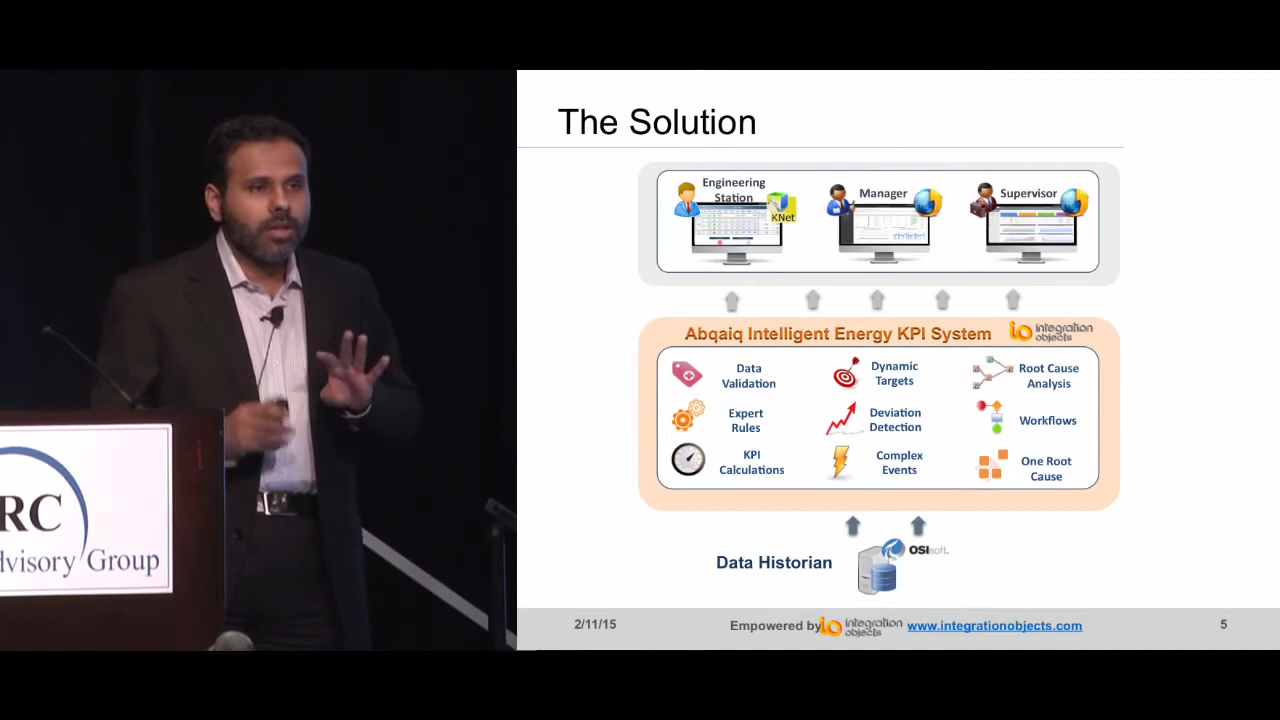 RC
dvisory Group
The Solution
Engineering
Station
KNet
Manager
Supervisor
Abqaiq Intelligent Energy KPI System
integration
objects
Data
Validation
Dynamic
Targets
Root Cause
Analysis
Expert
Rules
Deviation
Detection
Workflows
KPI
Calculations
Complex
Events
One Root
Cause
Data Historian
OSIsoft.
2/11/15
Empowered by
integration
objects
www.integrationobjects.com
5